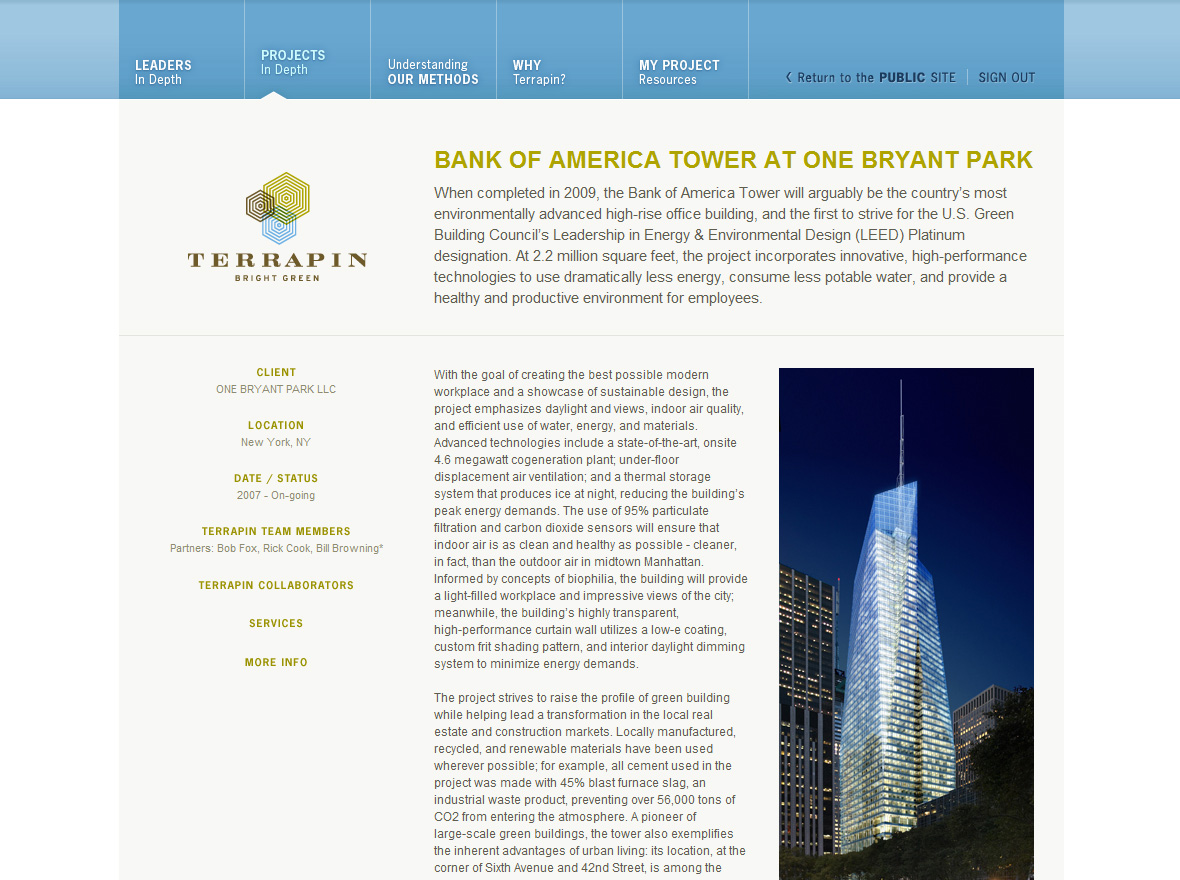 LEADERS
In Depth
PROJECTS
In Depth
Understanding
OUR METHODS
WHY
Terrapin?
MY PROJECT
Resources
Return to the PUBLIC SITE
SIGN OUT
TERRAPIN
BRIGHT GREEN
BANK OF AMERICA TOWER AT ONE BRYANT PARK
When completed in 2009, the Bank of America Tower will arguably be the country’s most
environmentally advanced high-rise office building, and the first to strive for the U.S. Green
Building Council’s Leadership in Energy & Environmental Design (LEED) Platinum
designation. At 2.2 million square feet, the project incorporates innovative, high-performance
technologies to use dramatically less energy, consume less potable water, and provide a
healthy and productive environment for employees.
CLIENT
ONE BRYANT PARK LLC
LOCATION
New York, NY
DATE / STATUS
2007 - On-going
TERRAPIN TEAM MEMBERS
Partners: Bob Fox, Rick Cook, Bill Browning*
TERRAPIN COLLABORATORS
SERVICES
MORE INFO
With the goal of creating the best possible modern
workplace and a showcase of sustainable design, the
project emphasizes daylight and views, indoor air quality,
and efficient use of water, energy, and materials.
Advanced technologies include a state-of-the-art, onsite
4.6 megawatt cogeneration plant; under-floor
displacement air ventilation; and a thermal storage
system that produces ice at night, reducing the building’s
peak energy demands. The use of 95% particulate
filtration and carbon dioxide sensors will ensure that
indoor air is as clean and healthy as possible - cleaner,
in fact, than the outdoor air in midtown Manhattan.
Informed by concepts of biophilia, the building will provide
a light-filled workplace and impressive views of the city;
meanwhile, the building’s highly transparent,
high-performance curtain wall utilizes a low-e coating,
custom frit shading pattern, and interior daylight dimming
system to minimize energy demands.
The project strives to raise the profile of green building
while helping lead a transformation in the local real
estate and construction markets. Locally manufactured,
recycled, and renewable materials have been used
wherever possible; for example, all cement used in the
project was made with 45% blast furnace slag, an
industrial waste product, preventing over 56,000 tons of
CO2 from entering the atmosphere. A pioneer of
large-scale green buildings, the tower also exemplifies
the inherent advantages of urban living: its location, at the
corner of Sixth Avenue and 42nd Street, is among the